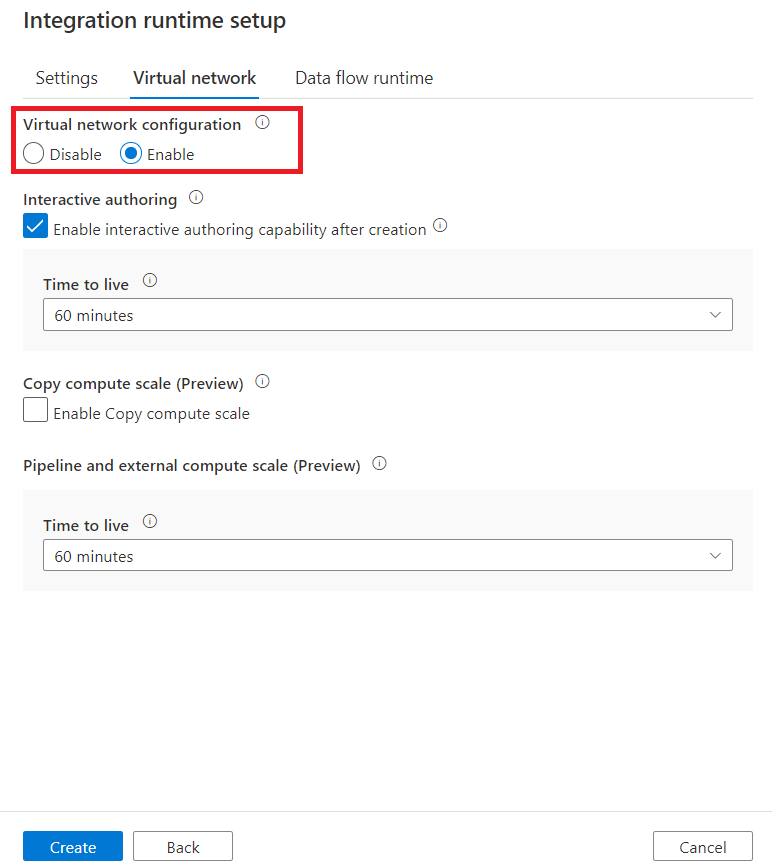 Integration runtime setup
Settings Virtual network Data flow runtime
Virtual network configuration
Disable Enable
Interactive authoring
Enable interactive authoring capability after creation
Time to live
60 minutes
Copy compute scale (Preview)
Enable Copy compute scale
Pipeline and external compute scale (Preview)
Time to live
60 minutes
Create Back Cancel